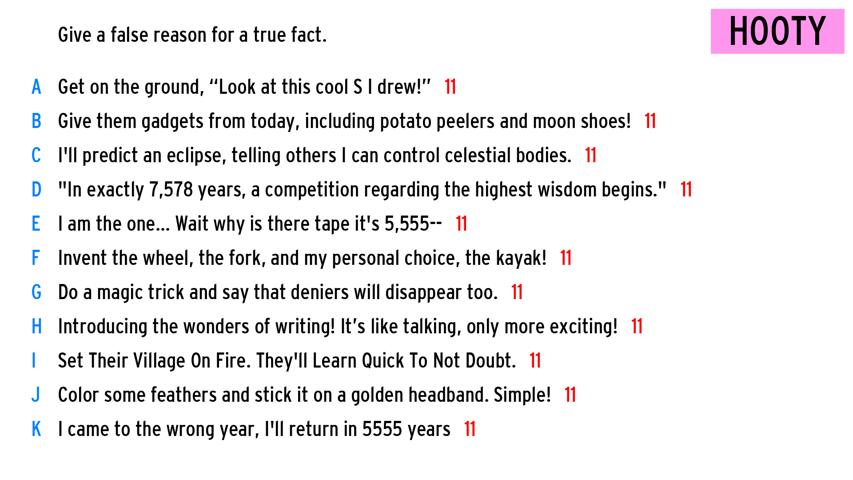 Give a false reason for a true fact.
HOOTY
A Get on the ground, “Look at this cool S I drew!” 11
B Give them gadgets from today, including potato peelers and moon shoes! 11
C I'll predict an eclipse, telling others I can control celestial bodies. 11
D "In exactly 7,578 years, a competition regarding the highest wisdom begins." 11
E I am the one... Wait why is there tape it's 5,555-- 11
F Invent the wheel, the fork, and my personal choice, the kayak! 11
G Do a magic trick and say that deniers will disappear too. 11
H Introducing the wonders of writing! It’s like talking, only more exciting! 11
I Set Their Village On Fire. They'll Learn Quick To Not Doubt. 11
J Color some feathers and stick it on a golden headband. Simple! 11
K I came to the wrong year, I'll return in 5555 years 11